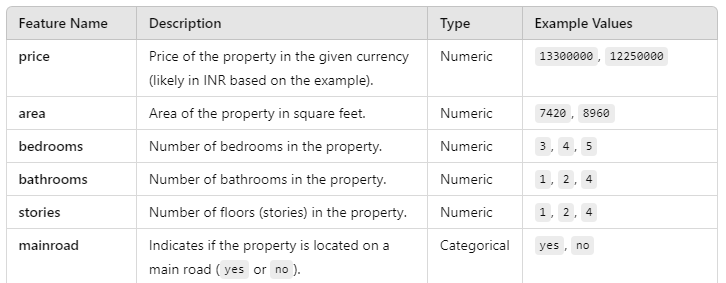 Feature Name Description Type Example Values
price Price of the property in the given currency Numeric 13300000 , 12250000
(likely in INR based on the example).
area Area of the property in square feet. Numeric 7420 , 8960
bedrooms Number of bedrooms in the property. Numeric 3 , 4 , 5
bathrooms Number of bathrooms in the property. Numeric 1 , 2 , 4
stories Number of floors (stories) in the property. Numeric 1 , 2 , 4
mainroad Indicates if the property is located on a Categorical yes , no
main road ( yes or no ).